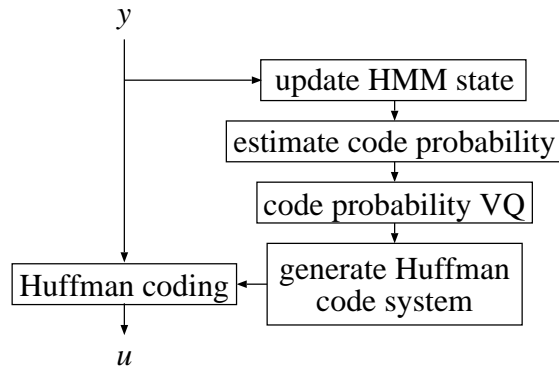 y
update HMM state
estimate code probability
code probability VQ
generate Huffman
code system
Huffman coding
u